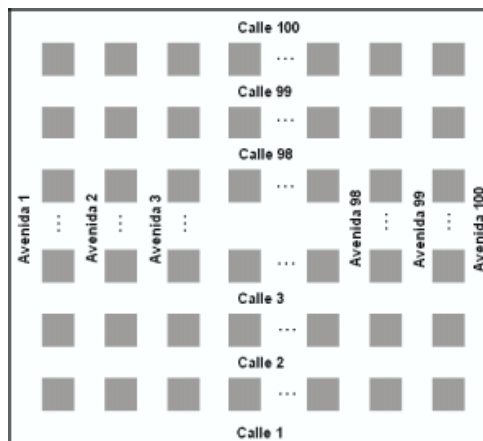 Calle 100
...
Calle 99
...
Calle 98
...
Avenida 1
...
Avenida 2
...
Avenida 3
...
Avenida 98
...
Avenida 99
...
Avenida 100
...
Calle 3
...
Calle 2
...
Calle 1